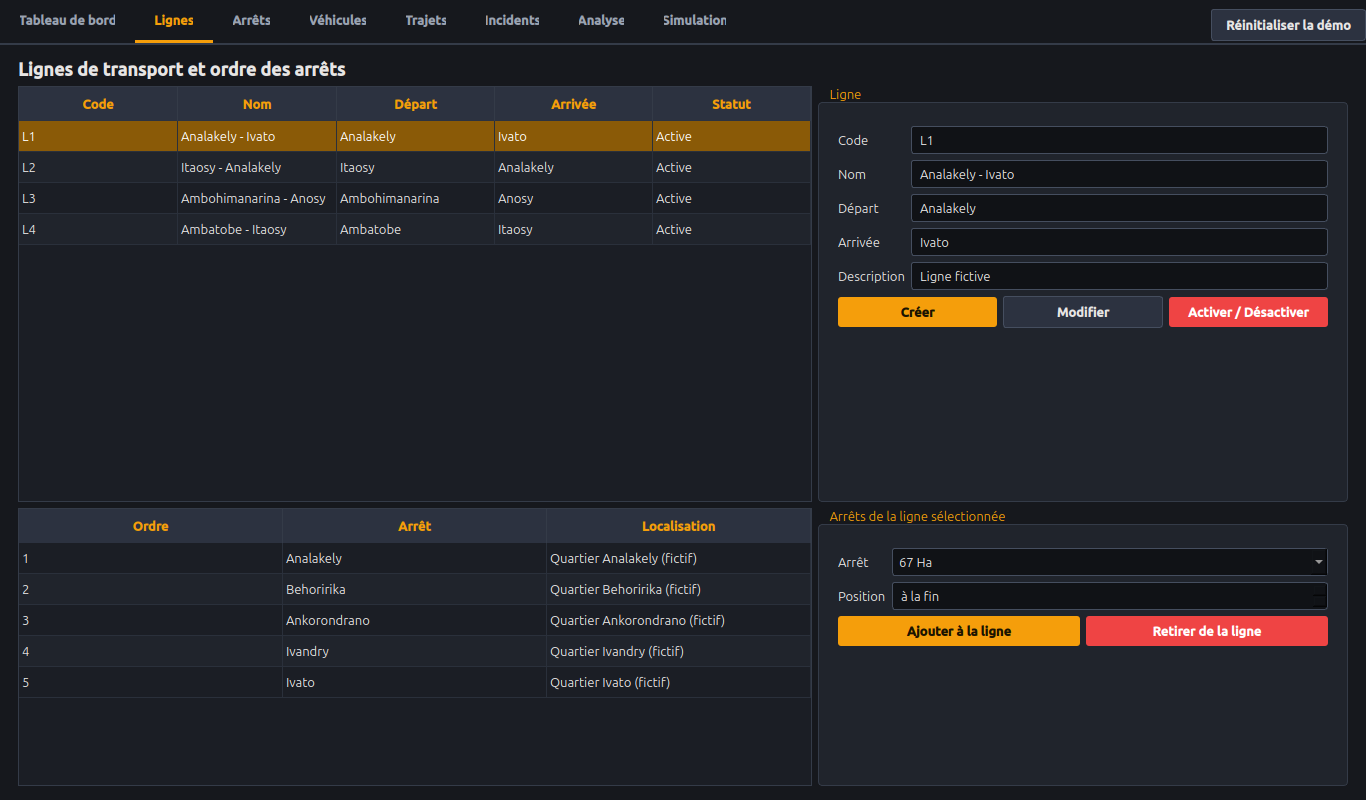 Tableau de bord Lignes Arrêts Véhicules Trajets Incidents Analyse Simulation Réinitialiser la démo
Lignes de transport et ordre des arrêts
Code Nom Départ Arrivée Statut
L1 Analakely - Ivato Analakely Ivato Active
L2 Itaosy - Analakely Itaosy Analakely Active
L3 Ambohimanarina - Anosy Ambohimanarina Anosy Active
L4 Ambatobe - Itaosy Ambatobe Itaosy Active
Ligne
Code L1
Nom Analakely - Ivato
Départ Analakely
Arrivée Ivato
Description Ligne fictive
Créer Modifier Activer / Désactiver
Ordre Arrêt Localisation
1 Analakely Quartier Analakely (fictif)
2 Behoririka Quartier Behoririka (fictif)
3 Ankorondrano Quartier Ankorondrano (fictif)
4 Ivandry Quartier Ivandry (fictif)
5 Ivato Quartier Ivato (fictif)
Arrêts de la ligne sélectionnée
Arrêt 67 Ha
Position à la fin
Ajouter à la ligne Retirer de la ligne